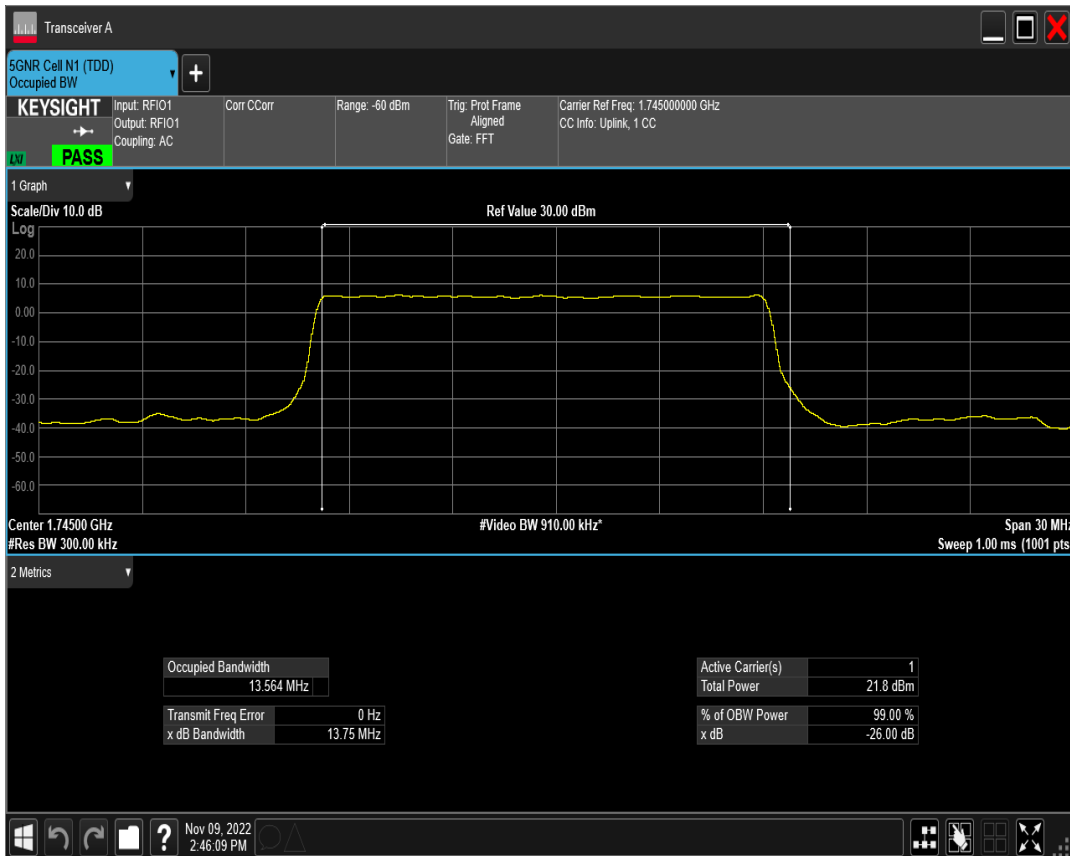 Transceiver A
5GNR Cell N1 (TDD)
Occupied BW
+
KEYSIGHT
LXI
PASS
Input: RFIO1
Output: RFIO1
Coupling: AC
Corr CCorr
Range: -60 dBm
Trig: Prot Frame
Aligned
Gate: FFT
Carrier Ref Freq: 1.745000000 GHz
CC Info: Uplink, 1 CC
1 Graph
Scale/Div 10.0 dB
Ref Value 30.00 dBm
Log
20.0
10.0
0.00
-10.0
-20.0
-30.0
-40.0
-50.0
-60.0
Center 1.74500 GHz
#Video BW 910.00 kHz*
Span 30 MHz
#Res BW 300.00 kHz
Sweep 1.00 ms (1001 pts
2 Metrics
Occupied Bandwidth
13.564 MHz
Transmit Freq Error 0 Hz
x dB Bandwidth 13.75 MHz
Active Carrier(s) 1
Total Power 21.8 dBm
% of OBW Power 99.00 %
x dB -26.00 dB
?
Nov 09, 2022
2:46:09 PM